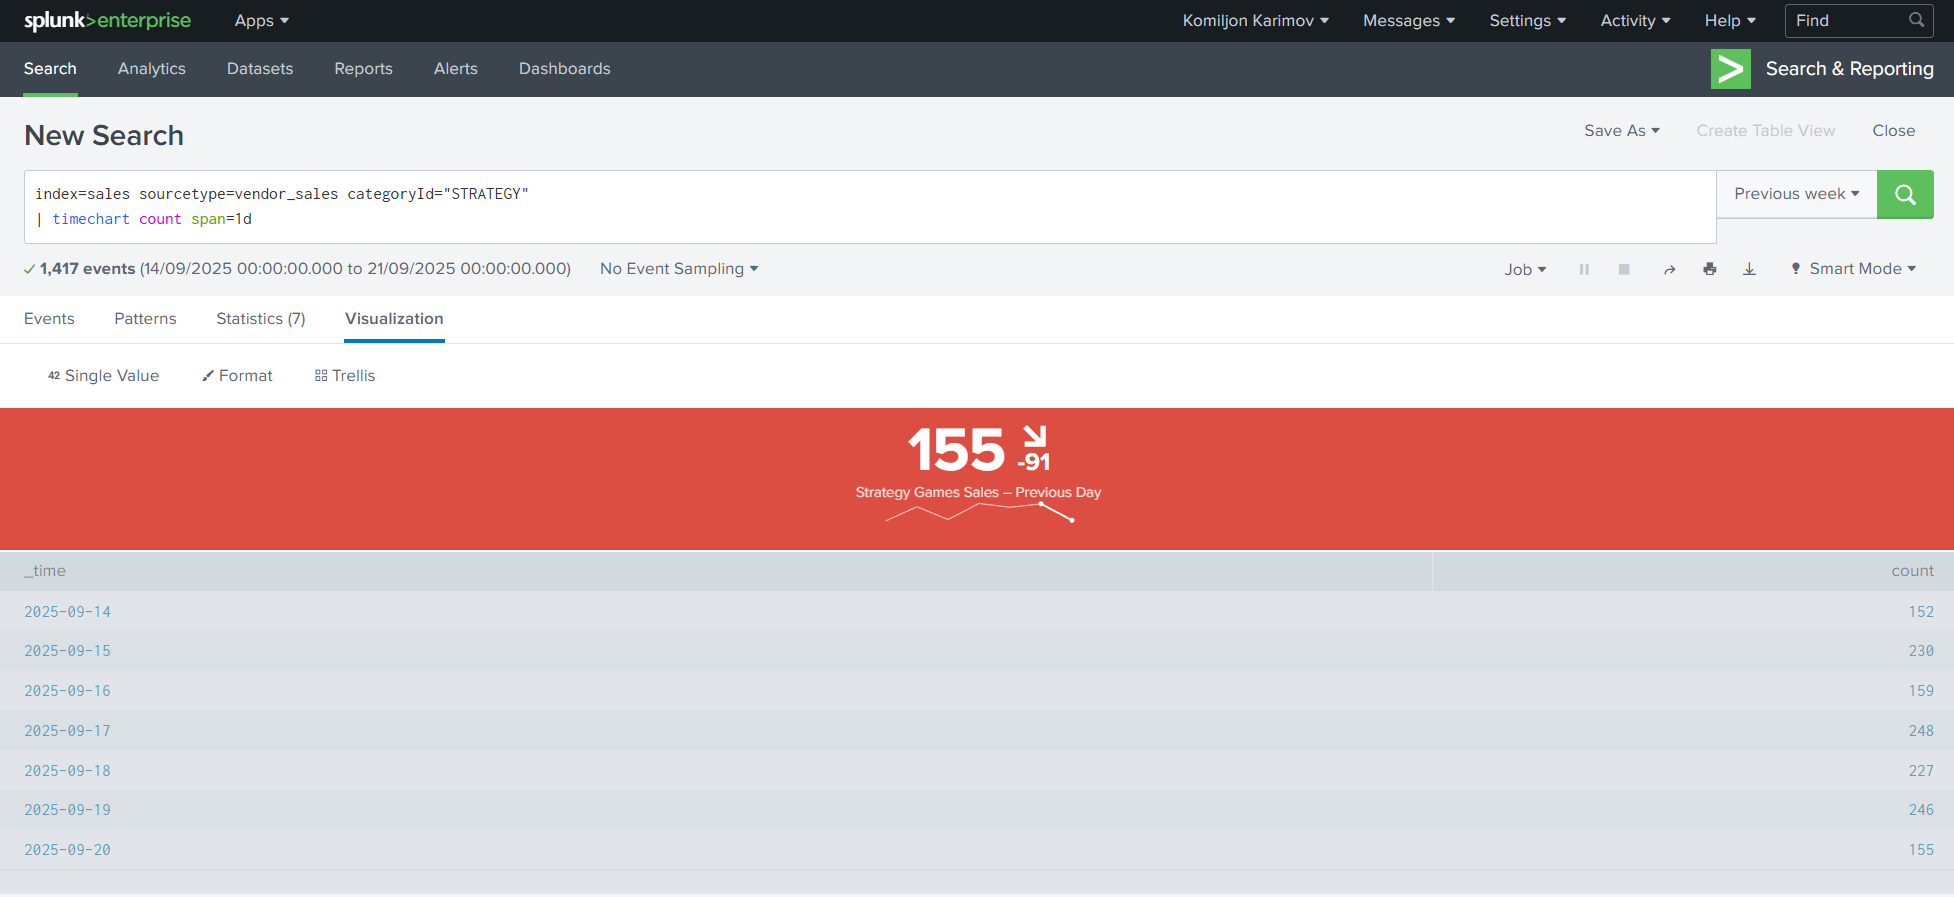 splunk>enterprise Apps Komiljon Karimov Messages Settings Activity Help Find
Search Analytics Datasets Reports Alerts Dashboards Search & Reporting
New Search Save As Create Table View Close
index=sales sourcetype=vendor_sales categoryId="STRATEGY" Previous week
| timechart count span=1d
1,417 events (14/09/2025 00:00:00.000 to 21/09/2025 00:00:00.000) No Event Sampling Job Smart Mode
Events Patterns Statistics (7) Visualization
42 Single Value Format Trellis
155 -91
Strategy Games Sales – Previous Day
_time count
2025-09-14 152
2025-09-15 230
2025-09-16 159
2025-09-17 248
2025-09-18 227
2025-09-19 246
2025-09-20 155